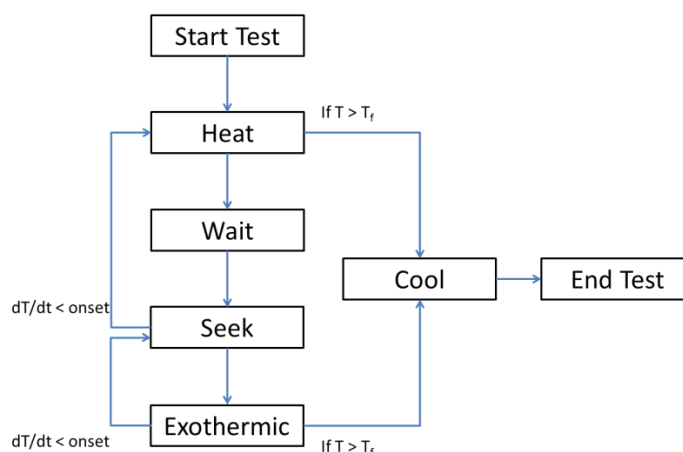 Start Test
If T > Tf
Heat
Wait
Cool
End Test
dT/dt < onset
Seek
Exothermic
dT/dt < onset
If T > Tf